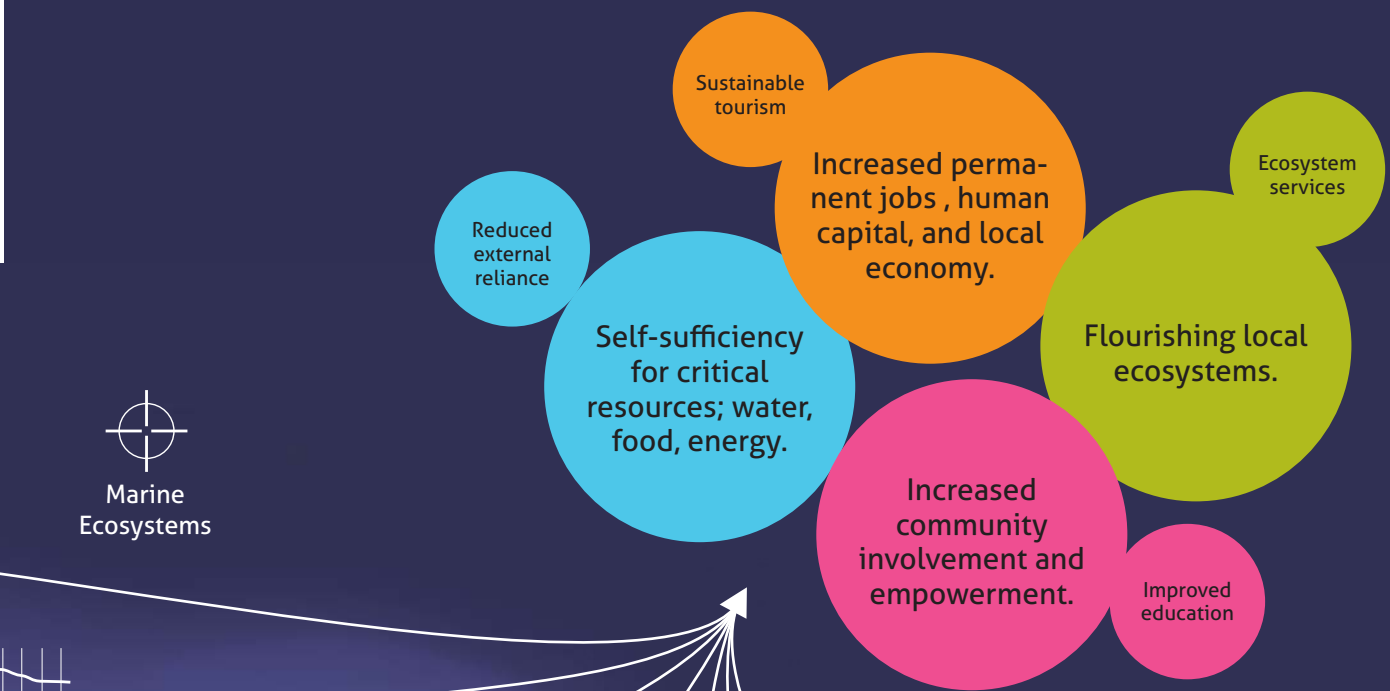 Sustainable
tourism
Increased perma-
nent jobs , human
capital, and local
economy.
Ecosystem
services
Reduced
external
reliance
Self-sufficiency
for critical
resources; water,
food, energy.
Flourishing local
ecosystems.
Marine
Ecosystems
Increased
community
involvement and
empowerment.
Improved
education